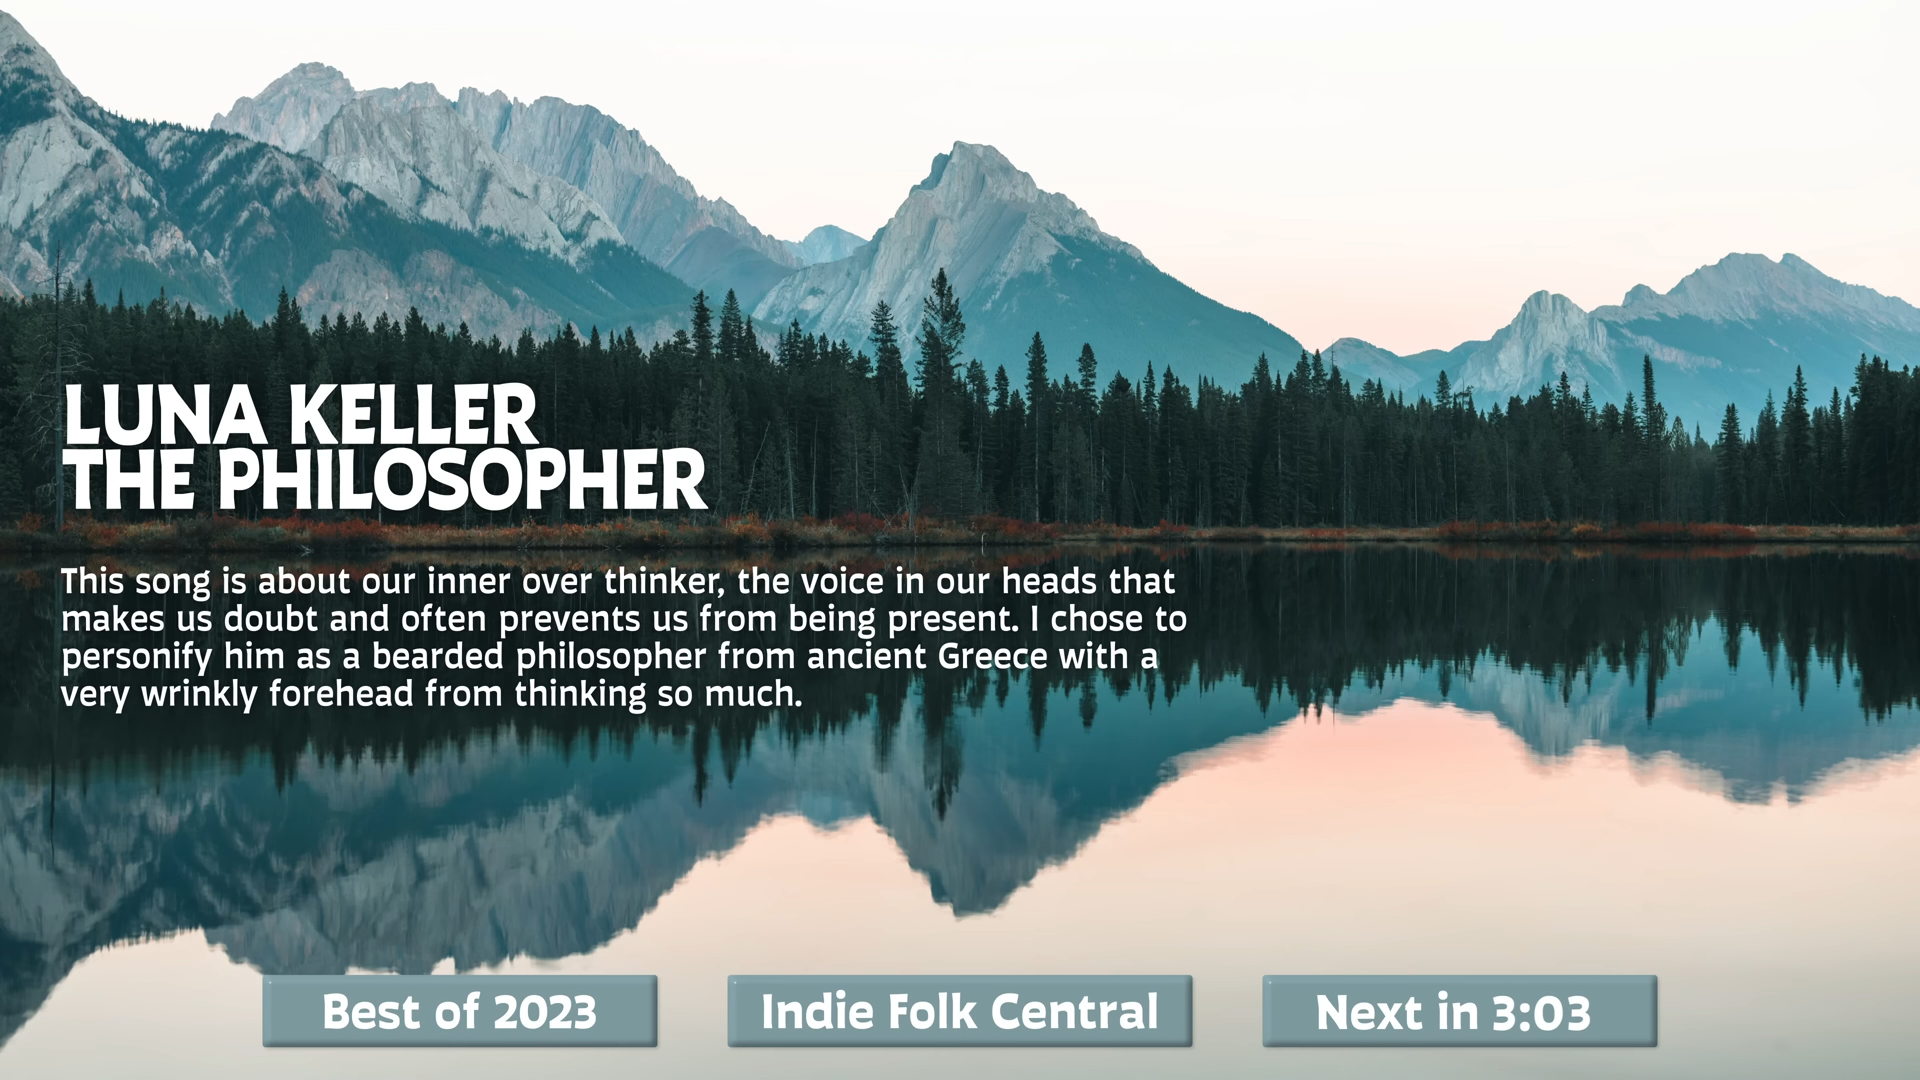 LUNA KELLER
THE PHILOSOPHER
This song is about our inner over thinker, the voice in our heads that
makes us doubt and often prevents us from being present. I chose to
personify him as a bearded philosopher from ancient Greece with a
very wrinkly forehead from thinking so much.
Best of 2023
Indie Folk Central
Next in 3:03